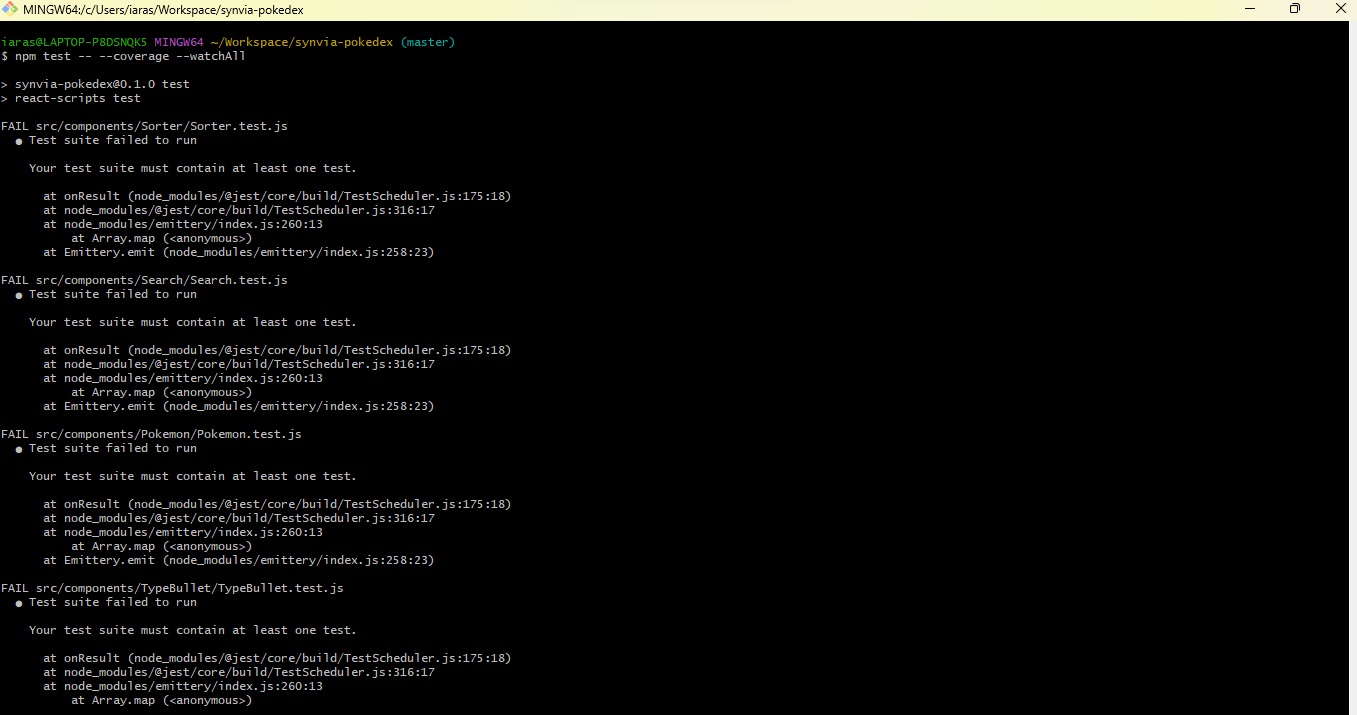 MINGW64:/c/Users/iaras/Workspace/synvia-pokedex
iaras@LAPTOP-P8DSNQK5 MINGW64 ~/Workspace/synvia-pokedex (master)
$ npm test -- --coverage --watchAll
> synvia-pokedex@0.1.0 test
> react-scripts test
FAIL src/components/Sorter/Sorter.test.js
● Test suite failed to run
Your test suite must contain at least one test.
at onResult (node_modules/@jest/core/build/TestScheduler.js:175:18)
at node_modules/@jest/core/build/TestScheduler.js:316:17
at node_modules/emittery/index.js:260:13
at Array.map (<anonymous>)
at Emittery.emit (node_modules/emittery/index.js:258:23)
FAIL src/components/Search/Search.test.js
● Test suite failed to run
Your test suite must contain at least one test.
at onResult (node_modules/@jest/core/build/TestScheduler.js:175:18)
at node_modules/@jest/core/build/TestScheduler.js:316:17
at node_modules/emittery/index.js:260:13
at Array.map (<anonymous>)
at Emittery.emit (node_modules/emittery/index.js:258:23)
FAIL src/components/Pokemon/Pokemon.test.js
● Test suite failed to run
Your test suite must contain at least one test.
at onResult (node_modules/@jest/core/build/TestScheduler.js:175:18)
at node_modules/@jest/core/build/TestScheduler.js:316:17
at node_modules/emittery/index.js:260:13
at Array.map (<anonymous>)
at Emittery.emit (node_modules/emittery/index.js:258:23)
FAIL src/components/TypeBullet/TypeBullet.test.js
● Test suite failed to run
Your test suite must contain at least one test.
at onResult (node_modules/@jest/core/build/TestScheduler.js:175:18)
at node_modules/@jest/core/build/TestScheduler.js:316:17
at node_modules/emittery/index.js:260:13
at Array.map (<anonymous>)